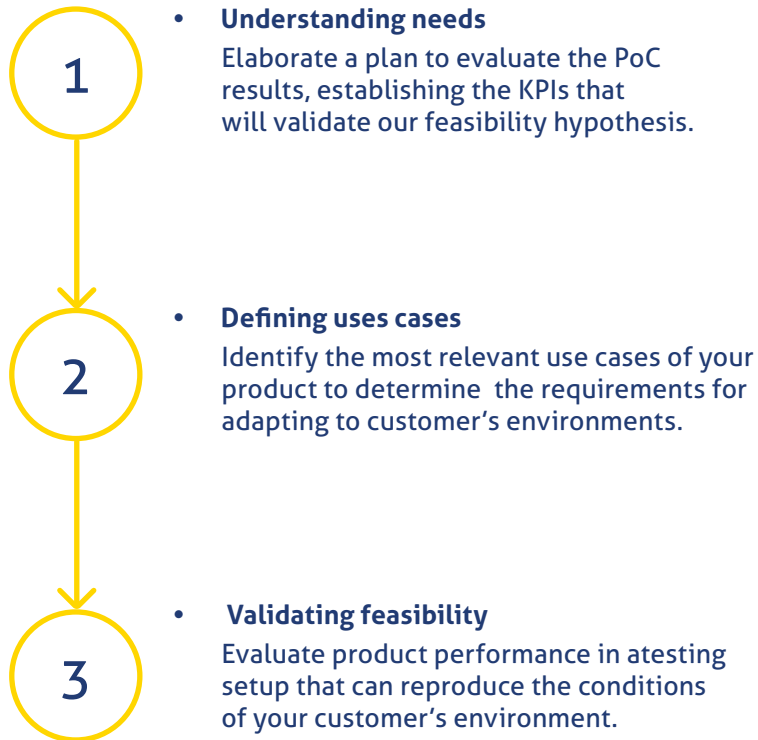 1
• Understanding needs
Elaborate a plan to evaluate the PoC
results, establishing the KPIs that
will validate our feasibility hypothesis.
2
• Defining uses cases
Identify the most relevant use cases of your
product to determine the requirements for
adapting to customer’s environments.
3
• Validating feasibility
Evaluate product performance in atesting
setup that can reproduce the conditions
of your customer’s environment.